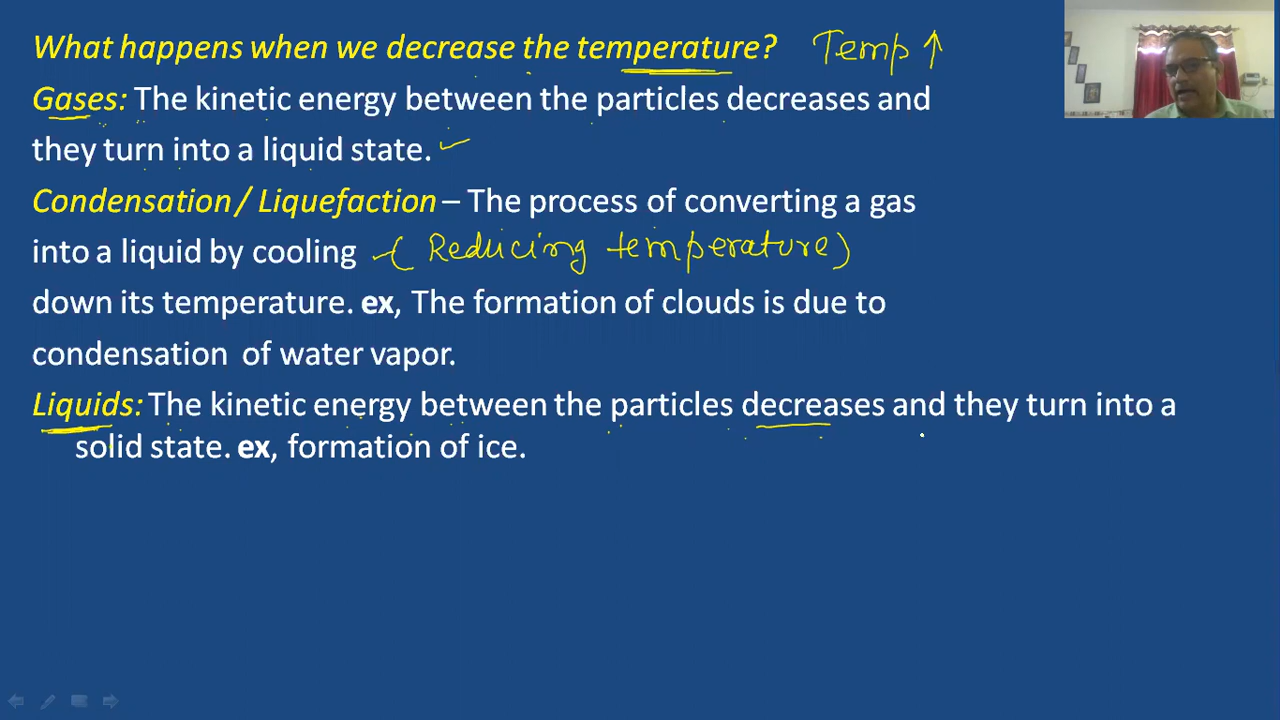 What happens when we decrease the temperature? Temp ↑
Gases: The kinetic energy between the particles decreases and
they turn into a liquid state. ✓
Condensation / Liquefaction – The process of converting a gas
into a liquid by cooling (Reducing temperature)
down its temperature. ex, The formation of clouds is due to
condensation of water vapor.
Liquids: The kinetic energy between the particles decreases and they turn into a
solid state. ex, formation of ice.